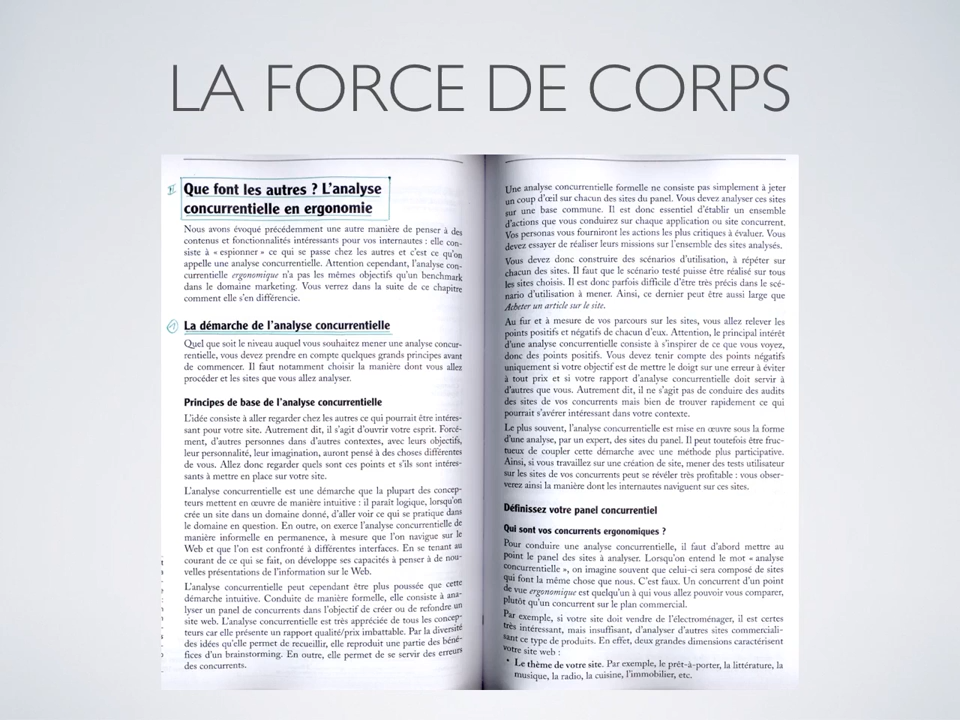 LA FORCE DE CORPS
Que font les autres ? L'analyse
concurrentielle en ergonomie
Nous avons évoqué précédemment une autre manière de penser à des
contenus et fonctionnalités intéressants pour vos internautes : elle con-
siste à « espionner » ce qui se passe chez les autres et c'est ce qu'on
appelle une analyse concurrentielle. Attention cependant, l'analyse con-
currentielle ergonomique n'a pas les mêmes objectifs qu'un benchmark
dans le domaine marketing. Vous verrez dans la suite de ce chapitre
comment elle s'en différencie.
La démarche de l'analyse concurrentielle
Quel que soit le niveau auquel vous souhaitez mener une analyse concur-
rentielle, vous devez prendre en compte quelques grands principes avant
de commencer. Il faut notamment choisir la manière dont vous allez
procéder et les sites que vous allez analyser.
Principes de base de l'analyse concurrentielle
L'idée consiste à aller regarder chez les autres ce qui pourrait être intéres-
sant pour votre site. Autrement dit, il s'agit d'ouvrir votre esprit. Forcé-
ment, d'autres personnes dans d'autres contextes, avec leurs objectifs,
leur personnalité, leur imagination, auront pensé à des choses différentes
de vous. Allez donc regarder quels sont ces points et s'ils sont intéres-
sants à mettre en place sur votre site.
L'analyse concurrentielle est une démarche que la plupart des concep-
teurs mettent en œuvre de manière intuitive : il paraît logique, lorsqu'on
crée un site dans un domaine donné, d'aller voir ce qui se pratique dans
le domaine en question. En outre, on exerce l'analyse concurrentielle de
manière informelle en permanence, à mesure que l'on navigue sur le
Web et que l'on est confronté à différentes interfaces. En se tenant au
courant de ce qui se fait, on développe ses capacités à penser à de nou-
velles présentations de l'information sur le Web.
L'analyse concurrentielle peut cependant être plus poussée que cette
démarche intuitive. Conduite de manière formelle, elle consiste à ana-
lyser un panel de concurrents dans l'objectif de créer ou de refondre un
site web. L'analyse concurrentielle est très appréciée de tous les concep-
teurs car elle présente un rapport qualité/prix imbattable. Par la diversité
des idées qu'elle permet de recueillir, elle reproduit une partie des béné-
fices d'un brainstorming. En outre, elle permet de se servir des erreurs
des concurrents.
Une analyse concurrentielle formelle ne consiste pas simplement à jeter
un coup d'œil sur chacun des sites du panel. Vous devez analyser ces sites
sur une base commune. Il est donc essentiel d'établir un ensemble
d'actions que vous conduirez sur chaque application ou site concurrent.
Vos personas vous fourniront les actions les plus critiques à évaluer. Vous
devez essayer de réaliser leurs missions sur l'ensemble des sites analysés.
Vous devez donc construire des scénarios d'utilisation, à répéter sur
chacun des sites. Il faut que le scénario testé puisse être réalisé sur tous
les sites choisis. Il est donc parfois difficile d'être très précis dans le scé-
nario d'utilisation à mener. Ainsi, ce dernier peut être aussi large que
Acheter un article sur le site.
Au fur et à mesure de vos parcours sur les sites, vous allez relever les
points positifs et négatifs de chacun d'eux. Attention, le principal intérêt
d'une analyse concurrentielle consiste à s'inspirer de ce que vous voyez,
donc des points positifs. Vous devez tenir compte des points négatifs
uniquement si votre objectif est de mettre le doigt sur une erreur à éviter
à tout prix et si votre rapport d'analyse concurrentielle doit servir à
d'autres que vous. Autrement dit, il ne s'agit pas de conduire des audits
des sites de vos concurrents mais bien de trouver rapidement ce qui
pourrait s'avérer intéressant dans votre contexte.
Le plus souvent, l'analyse concurrentielle est mise en œuvre sous la forme
d'une analyse, par un expert, des sites du panel. Il peut toutefois être fruc-
tueux de coupler cette démarche avec une méthode plus participative.
Ainsi, si vous travaillez sur une création de site, mener des tests utilisateur
sur les sites de vos concurrents peut se révéler très profitable : vous obser-
verez ainsi la manière dont les internautes naviguent sur ces sites.
Définissez votre panel concurrentiel
Qui sont vos concurrents ergonomiques ?
Pour conduire une analyse concurrentielle, il faut d'abord mettre au
point le panel des sites à analyser. Lorsqu'on entend le mot « analyse
concurrentielle », on imagine souvent que celui-ci sera composé de sites
qui font la même chose que nous. C'est faux. Un concurrent d'un point
de vue ergonomique est quelqu'un à qui vous allez pouvoir vous comparer,
plutôt qu'un concurrent sur le plan commercial.
Par exemple, si votre site doit vendre de l'électroménager, il est certes
très intéressant, mais insuffisant, d'analyser d'autres sites commerciali-
sant ce type de produits. En effet, deux grandes dimensions caractérisent
votre site web :
• Le thème de votre site. Par exemple, le prêt-à-porter, la littérature, la
musique, la radio, la cuisine, l'immobilier, etc.